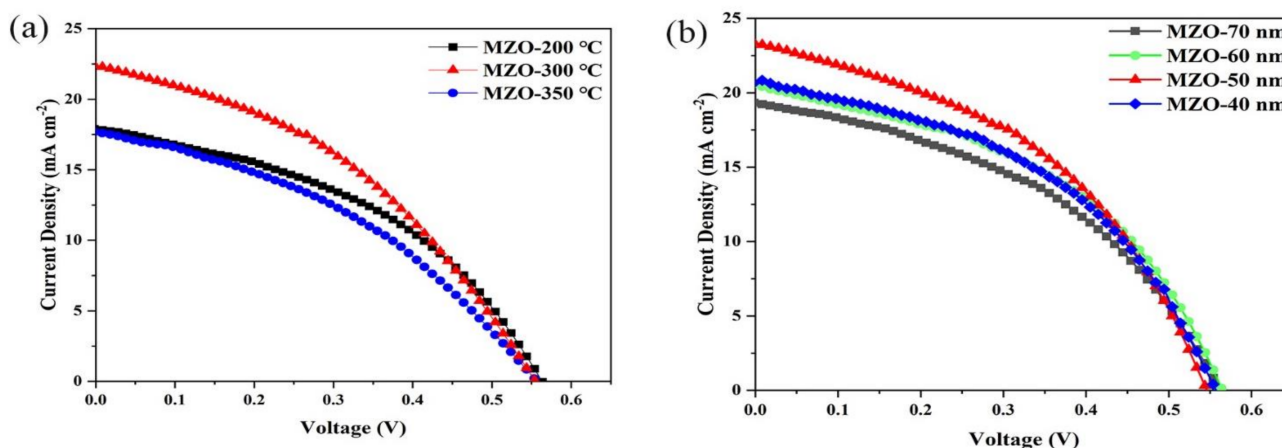 (a)
MZO-200 °C
MZO-300 °C
MZO-350 °C
Current Density (mA cm-2)
25
20
15
10
5
0
0.0 0.1 0.2 0.3 0.4 0.5 0.6
Voltage (V)
(b)
MZO-70 nm
MZO-60 nm
MZO-50 nm
MZO-40 nm
Current Density (mA cm-2)
25
20
15
10
5
0
0.0 0.1 0.2 0.3 0.4 0.5 0.6
Voltage (V)